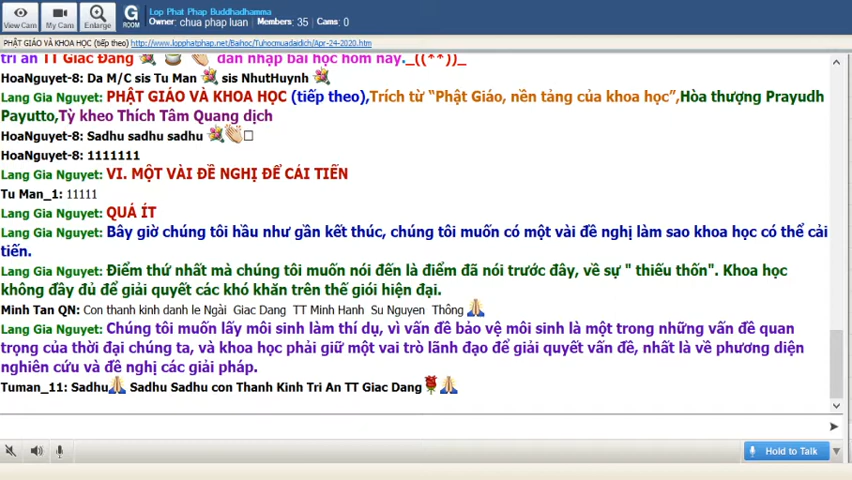 View Cam
My Cam
Enlarge
G
ROOM
Lop Phat Phap Buddhadhamma
Owner: chua phap luan Members: 35 Cams: 0
PHẬT GIÁO VÀ KHOA HỌC (tiếp theo) http://www.lopphatphap.net/Baihoc/Tuhocmuadaidich/Apr-24-2020.htm
tri ân TT Giác Đẳng dẫn nhập bài học hôm nay._((**))_
HoaNguyet-8: Da M/C sis Tu Man sis NhutHuynh
Lang Gia Nguyet: PHẬT GIÁO VÀ KHOA HỌC (tiếp theo),Trích từ “Phật Giáo, nền tảng của khoa học”,Hòa thượng Prayudh
Payutto,Tỳ kheo Thích Tâm Quang dịch
HoaNguyet-8: Sadhu sadhu sadhu
HoaNguyet-8: 1111111
Lang Gia Nguyet: VI. MỘT VÀI ĐỀ NGHỊ ĐỂ CẢI TIẾN
Tu Man_1: 11111
Lang Gia Nguyet: QUÁ ÍT
Lang Gia Nguyet: Bây giờ chúng tôi hầu như gần kết thúc, chúng tôi muốn có một vài đề nghị làm sao khoa học có thể cải
tiến.
Lang Gia Nguyet: Điểm thứ nhất mà chúng tôi muốn nói đến là điểm đã nói trước đây, về sự " thiếu thốn". Khoa học
không đầy đủ để giải quyết các khó khăn trên thế giới hiện đại.
Minh Tan QN: Con thanh kinh danh le Ngài Giac Dang TT Minh Hanh Su Nguyen Thông
Lang Gia Nguyet: Chúng tôi muốn lấy môi sinh làm thí dụ, vì vấn đề bảo vệ môi sinh là một trong những vấn đề quan
trọng của thời đại chúng ta, và khoa học phải giữ một vai trò lãnh đạo để giải quyết vấn đề, nhất là về phương diện
nghiên cứu và đề nghị các giải pháp.
Tuman_11: Sadhu Sadhu Sadhu con Thanh Kinh Tri An TT Giac Dang
Hold to Talk